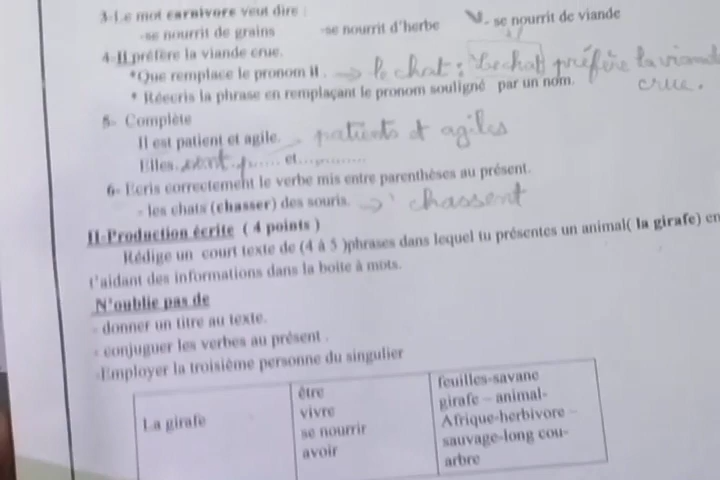 3-Le mot carnivore veut dire :
-se nourrit de grains -se nourrit d'herbe - se nourrit de viande
4-Il préfère la viande crue.
*Que remplace le pronom il . → le chat : Le chat préfère la viande
* Réécris la phrase en remplaçant le pronom souligné par un nom. crue.
5- Complète
Il est patient et agile. → patients et agiles
Elles sont p...... et.............
6- Ecris correctement le verbe mis entre parenthèses au présent.
- les chats (chasser) des souris. → chassent
II-Production écrite ( 4 points )
Rédige un court texte de (4 à 5 )phrases dans lequel tu présentes un animal( la girafe) en
t'aidant des informations dans la boite à mots.
N'oublie pas de
- donner un titre au texte.
- conjuguer les verbes au présent .
-Employer la troisième personne du singulier
La girafe
être
vivre
se nourrir
avoir
feuilles-savane
girafe – animal-
Afrique-herbivore –
sauvage-long cou-
arbre